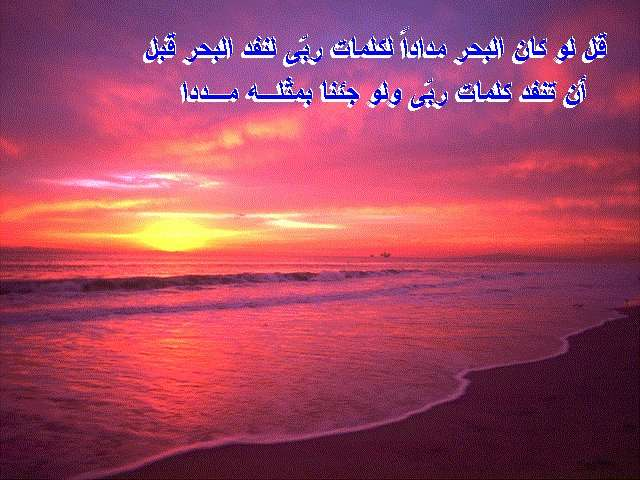 قل لو كان البحر مداداً لكلمات ربّى لنفد البحر قبل
أن تنفد كلمات ربّى ولو جئنا بمثلـــه مـــددا